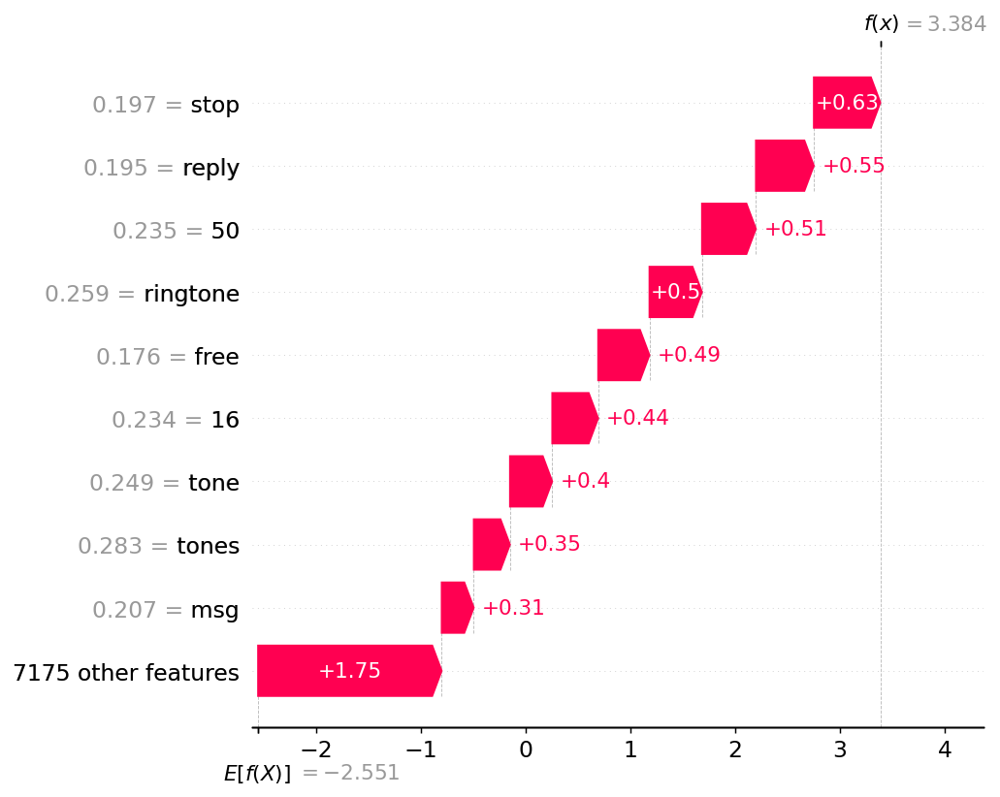 f(x) = 3.384
0.197 = stop +0.63
0.195 = reply +0.55
0.235 = 50 +0.51
0.259 = ringtone +0.5
0.176 = free +0.49
0.234 = 16 +0.44
0.249 = tone +0.4
0.283 = tones +0.35
0.207 = msg +0.31
7175 other features +1.75
−2 −1 0 1 2 3 4
E[f(X)] = −2.551